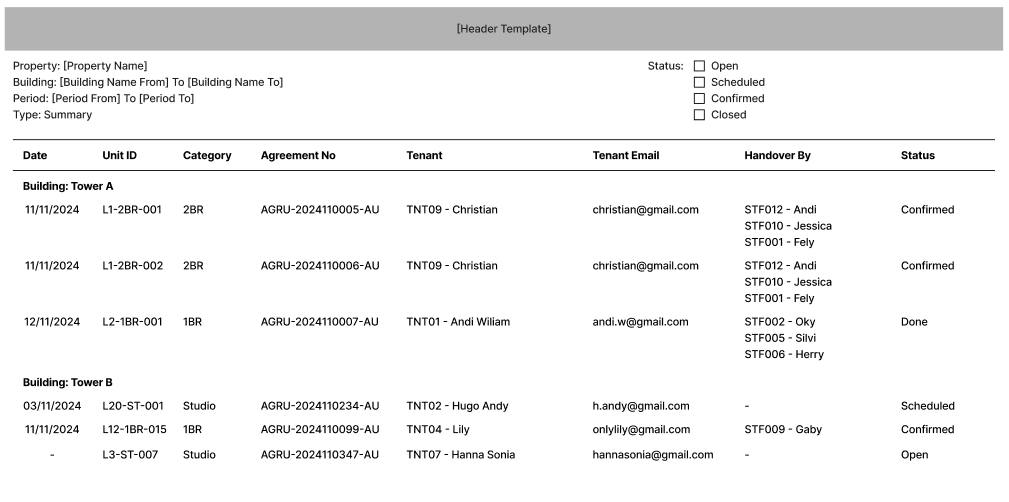 [Header Template]
Property: [Property Name]
Building: [Building Name From] To [Building Name To]
Period: [Period From] To [Period To]
Type: Summary
Status: Open
Scheduled
Confirmed
Closed
Date Unit ID Category Agreement No Tenant Tenant Email Handover By Status
Building: Tower A
11/11/2024 L1-2BR-001 2BR AGRU-2024110005-AU TNT09 - Christian christian@gmail.com STF012 - Andi Confirmed
STF010 - Jessica
STF001 - Fely
11/11/2024 L1-2BR-002 2BR AGRU-2024110006-AU TNT09 - Christian christian@gmail.com STF012 - Andi Confirmed
STF010 - Jessica
STF001 - Fely
12/11/2024 L2-1BR-001 1BR AGRU-2024110007-AU TNT01 - Andi Wiliam andi.w@gmail.com STF002 - Oky Done
STF005 - Silvi
STF006 - Herry
Building: Tower B
03/11/2024 L20-ST-001 Studio AGRU-2024110234-AU TNT02 - Hugo Andy h.andy@gmail.com - Scheduled
11/11/2024 L12-1BR-015 1BR AGRU-2024110099-AU TNT04 - Lily onlylily@gmail.com STF009 - Gaby Confirmed
- L3-ST-007 Studio AGRU-2024110347-AU TNT07 - Hanna Sonia hannasonia@gmail.com - Open